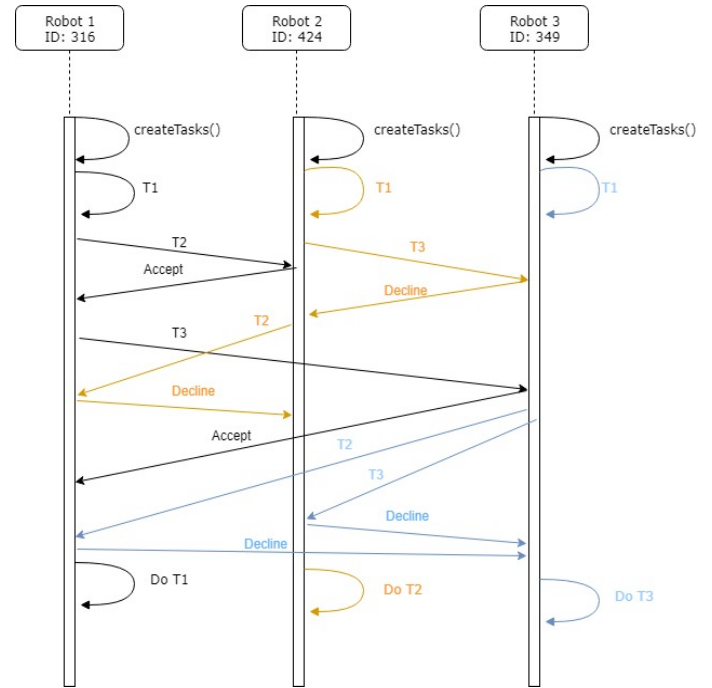 Robot 1
ID: 316
Robot 2
ID: 424
Robot 3
ID: 349
createTasks()
createTasks()
createTasks()
T1
T1
T1
T2
T3
Accept
Decline
T2
T3
Decline
Accept
T2
T3
Decline
Decline
Do T1
Do T2
Do T3